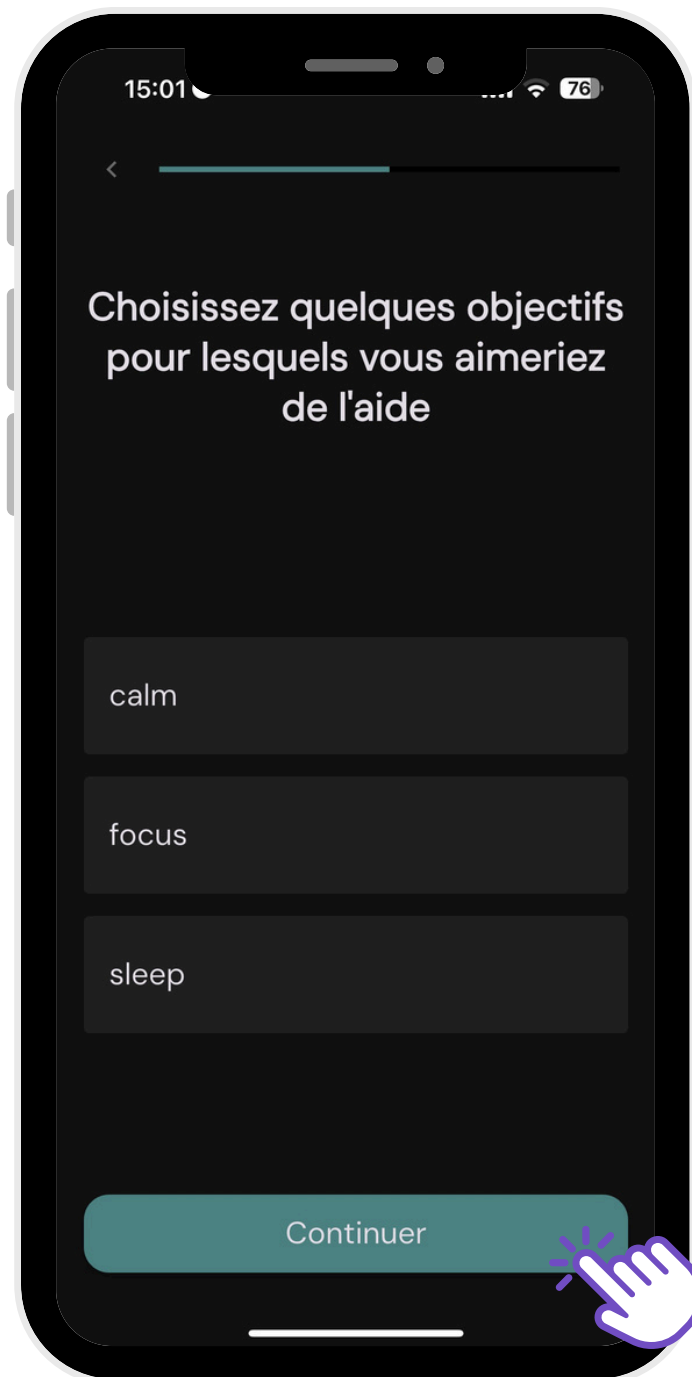 15:01
76
Choisissez quelques objectifs
pour lesquels vous aimeriez
de l'aide
calm
focus
sleep
Continuer